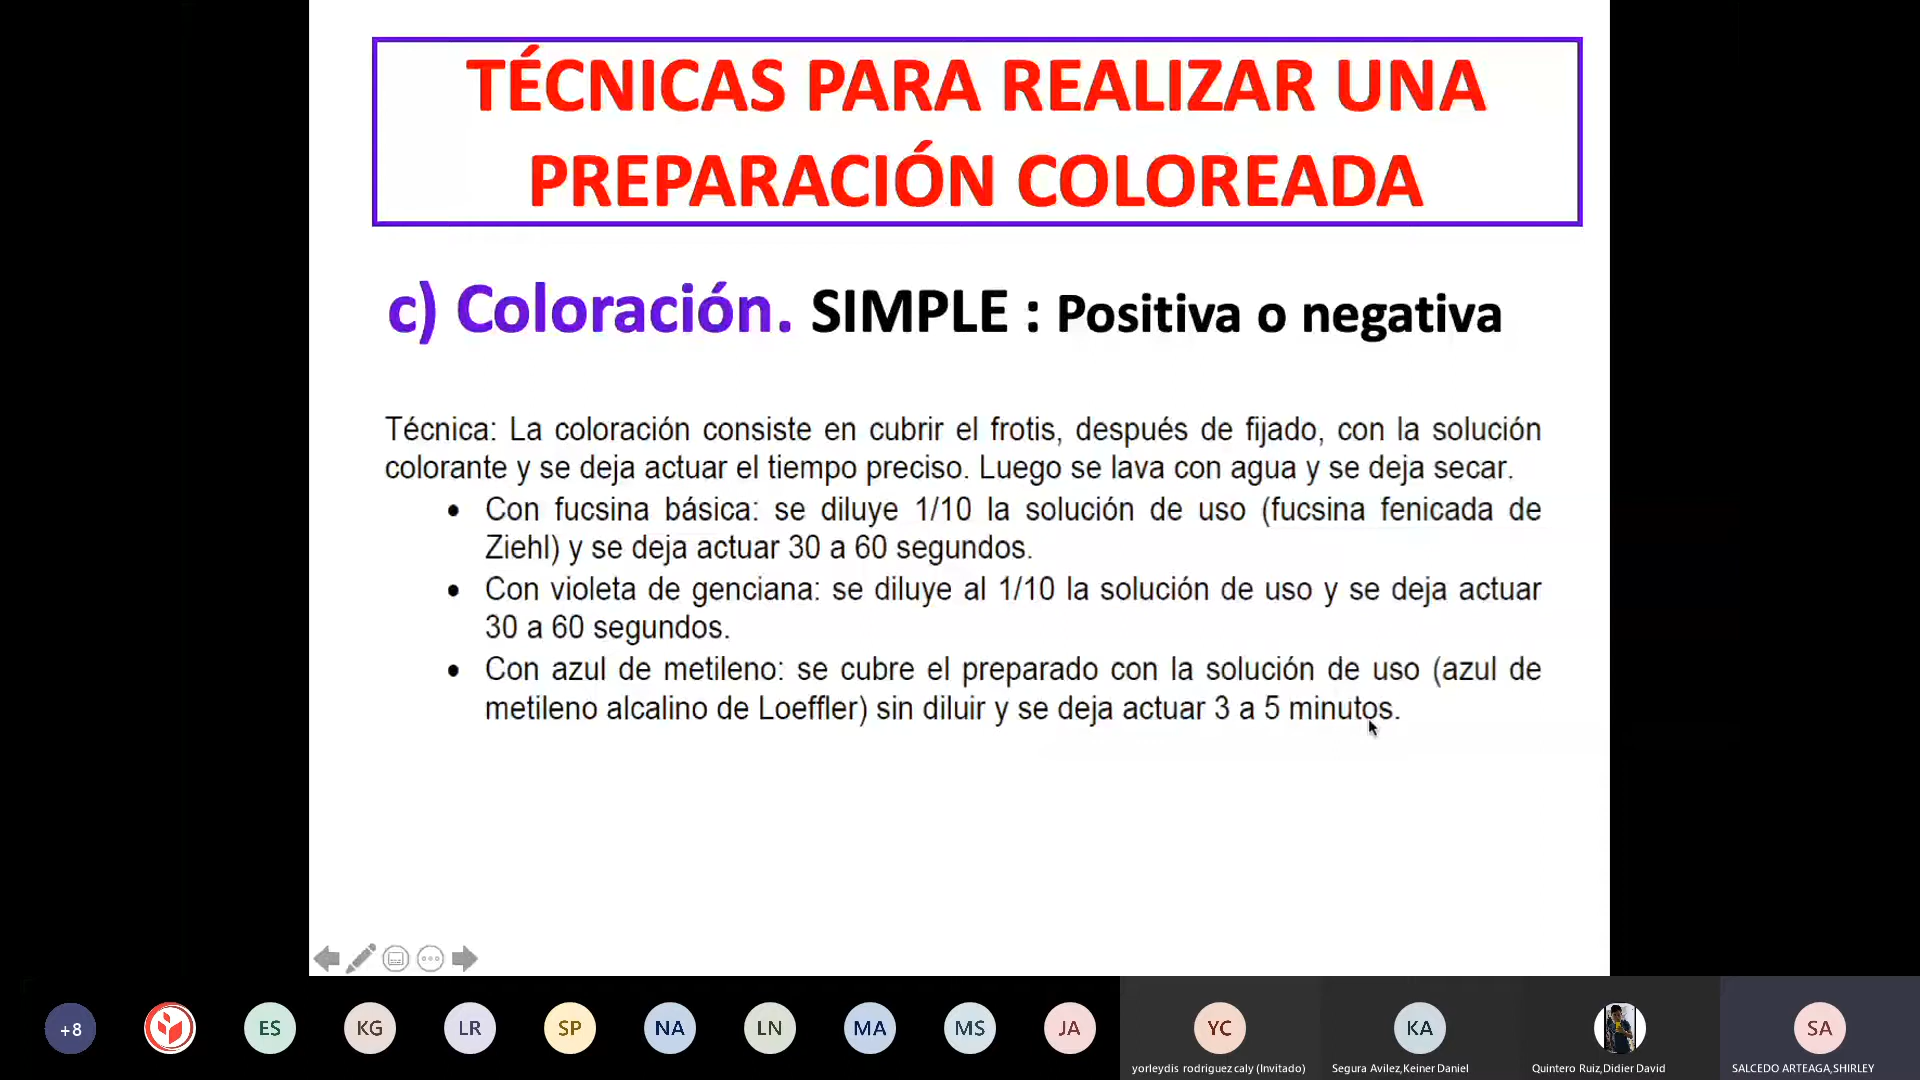 TÉCNICAS PARA REALIZAR UNA
PREPARACIÓN COLOREADA
c) Coloración. SIMPLE : Positiva o negativa
Técnica: La coloración consiste en cubrir el frotis, después de fijado, con la solución
colorante y se deja actuar el tiempo preciso. Luego se lava con agua y se deja secar.
• Con fucsina básica: se diluye 1/10 la solución de uso (fucsina fenicada de
Ziehl) y se deja actuar 30 a 60 segundos.
• Con violeta de genciana: se diluye al 1/10 la solución de uso y se deja actuar
30 a 60 segundos.
• Con azul de metileno: se cubre el preparado con la solución de uso (azul de
metileno alcalino de Loeffler) sin diluir y se deja actuar 3 a 5 minutos.
+8 ES KG LR SP NA LN MA MS JA YC KA SA
yorleydis rodriguez caly (Invitado) Segura Avilez,Keiner Daniel Quintero Ruiz,Didier David SALCEDO ARTEAGA,SHIRLEY